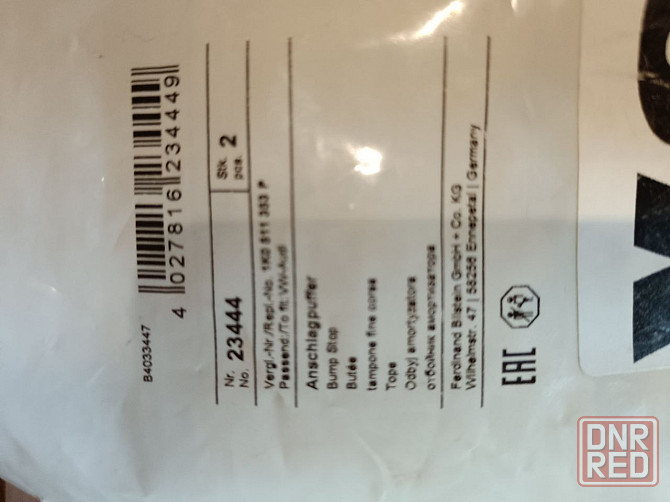 B4033447
4 027816 234449
Nr.
No. 23444
Stk.
pcs. 2
Vergl.-Nr./Repl.-No. 1K0 511 353 P
Passend./To fit: VW-Audi
Anschlagpuffer
Bump Stop
Butée
tampone fine corsa
Tope
Odbyj amortyzatora
отбойник амортизатора
Ferdinand Bilstein GmbH + Co. KG
Wilhelmstr. 47 | 58256 Ennepetal | Germany
EAC
DNR
RED